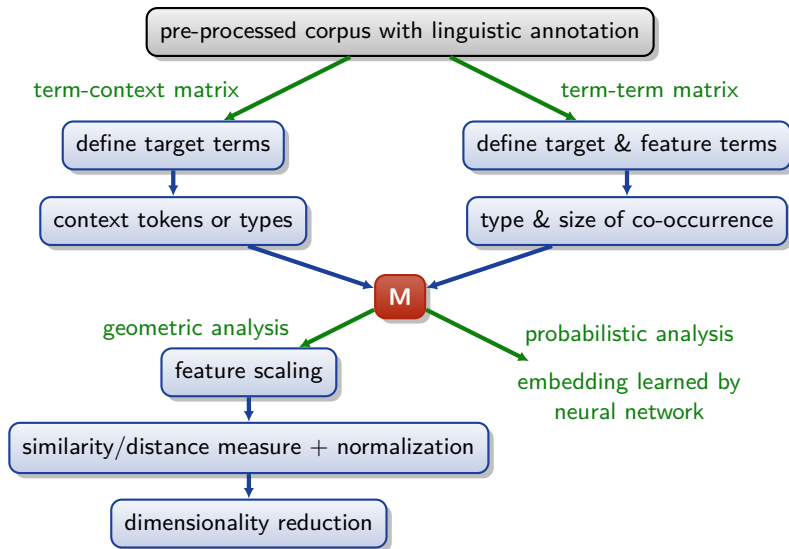 pre-processed corpus with linguistic annotation
term-context matrix
term-term matrix
define target terms
define target & feature terms
context tokens or types
type & size of co-occurrence
M
geometric analysis
probabilistic analysis
feature scaling
embedding learned by
neural network
similarity/distance measure + normalization
dimensionality reduction